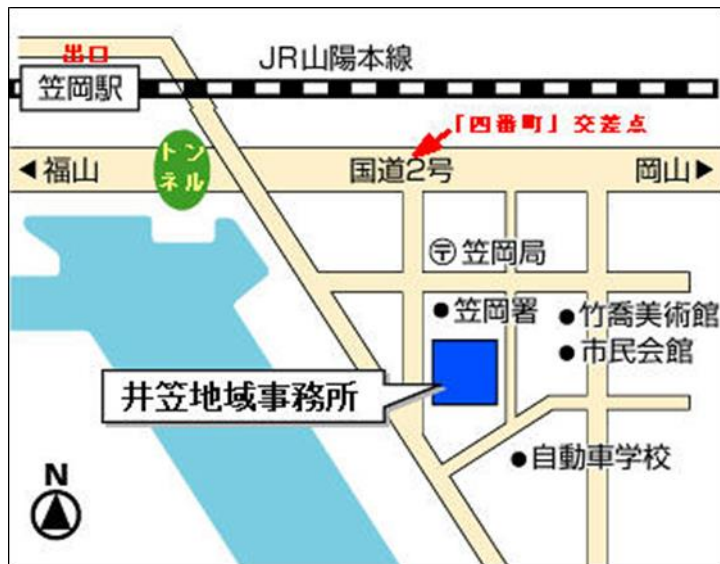 出口
JR山陽本線
笠岡駅
「四番町」交差点
◀福山
トン
ネル
国道2号
岡山▶
〒笠岡局
●笠岡署
●竹喬美術館
●市民会館
井笠地域事務所
●自動車学校
N